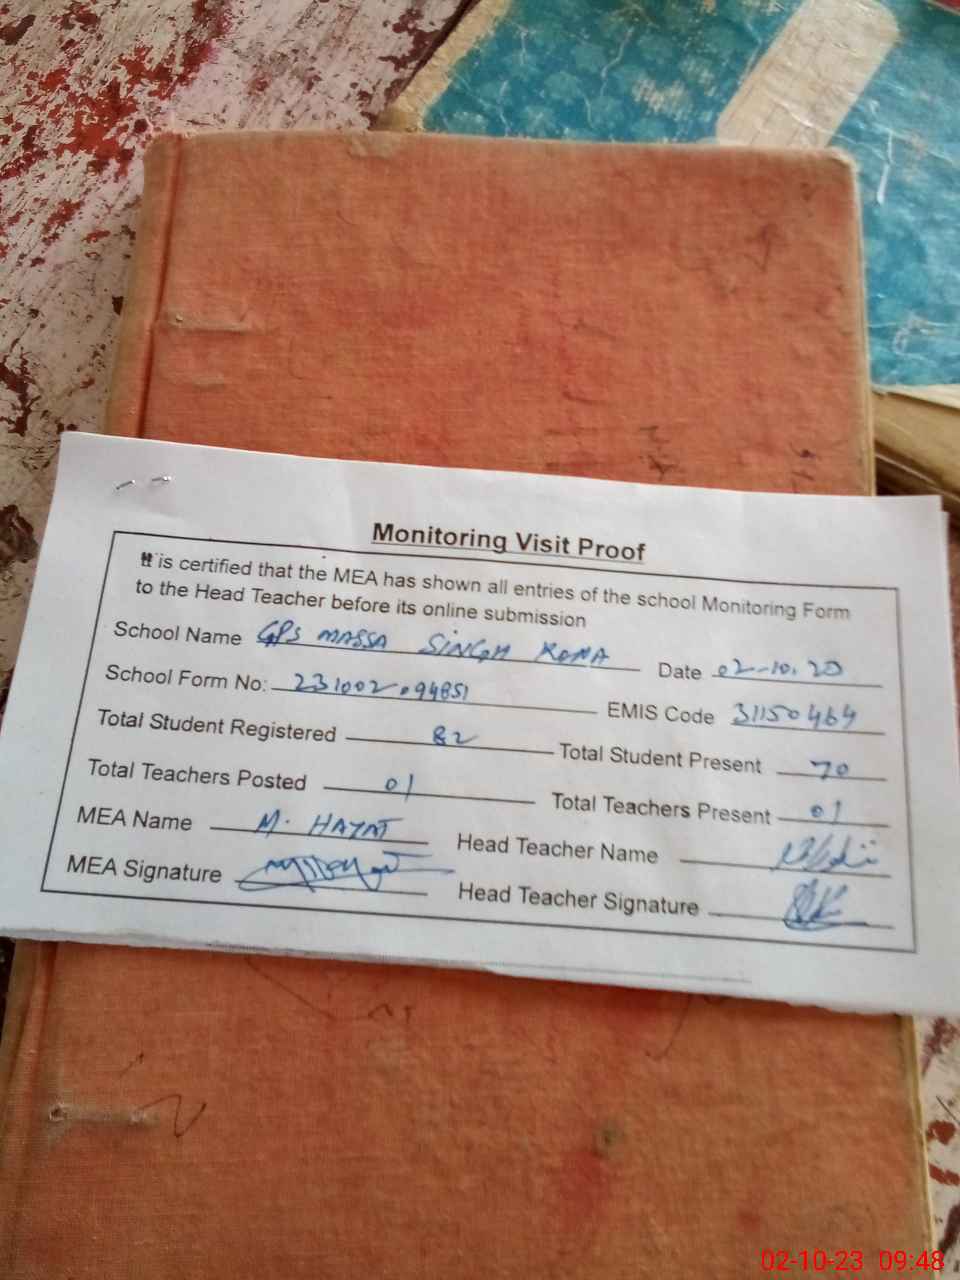 Monitoring Visit Proof
It is certified that the MEA has shown all entries of the school Monitoring Form
to the Head Teacher before its online submission
School Name GPS MASSA SINGH Date 02-10.23
School Form No: 231002094851 EMIS Code 31150464
Total Student Registered 82 Total Student Present 70
Total Teachers Posted 01 Total Teachers Present 01
MEA Name M. HAYAT Head Teacher Name
MEA Signature Head Teacher Signature
02-10-23 09:48